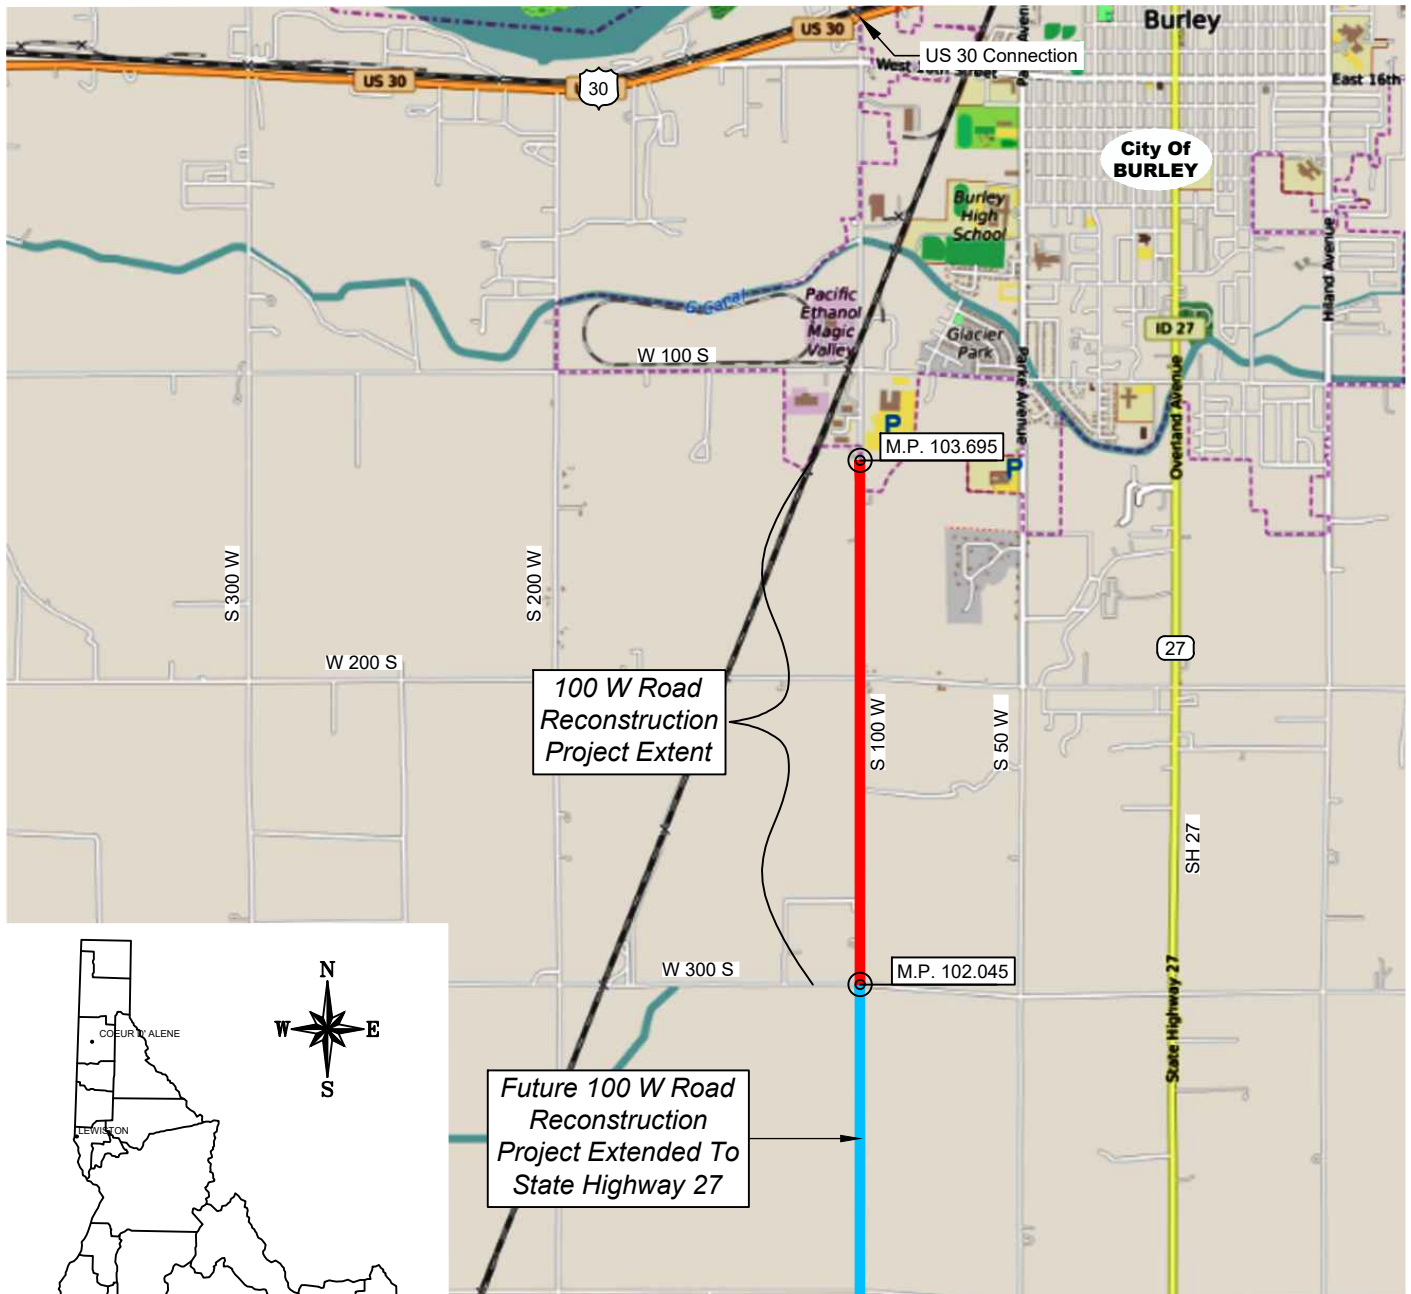 Burley
US 30
US 30 Connection
US 30
30
West
Street
East 16th
City Of
BURLEY
Burley
High
School
Hiland Avenue
G Canal
Pacific
Ethanol
Magic
Valley
W 100 S
Glacier
Park
ID 27
Parke Avenue
Overland Avenue
P
M.P. 103.695
P
S 300 W
S 200 W
27
W 200 S
100 W Road
Reconstruction
Project Extent
S 100 W
S 50 W
SH 27
W 300 S
M.P. 102.045
State Highway 27
N
W E
S
COEUR D' ALENE
LEWISTON
Future 100 W Road
Reconstruction
Project Extended To
State Highway 27